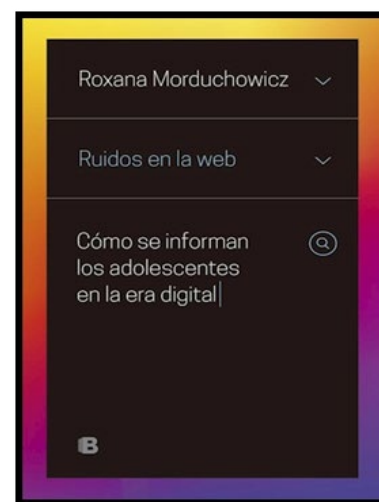 Roxana Morduchowicz
Ruidos en la web
Cómo se informan
los adolescentes
en la era digital
B